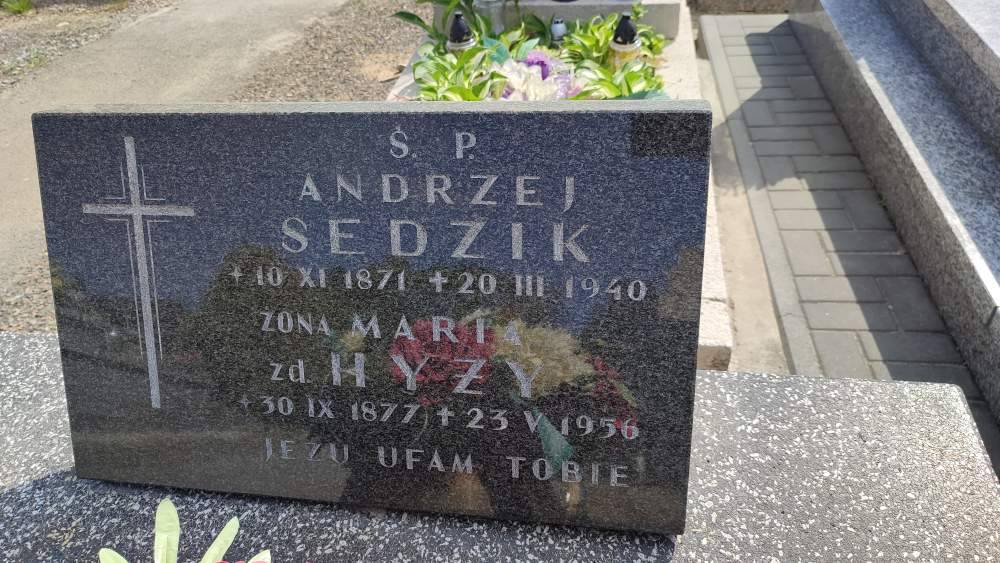 Ś. P.
ANDRZEJ
SEDZIK
+10 XI 1871 +20 III 1940
ŻONA MARIA
zd. HYZY
+30 IX 1877 +23 V 1956
JEZU UFAM TOBIE